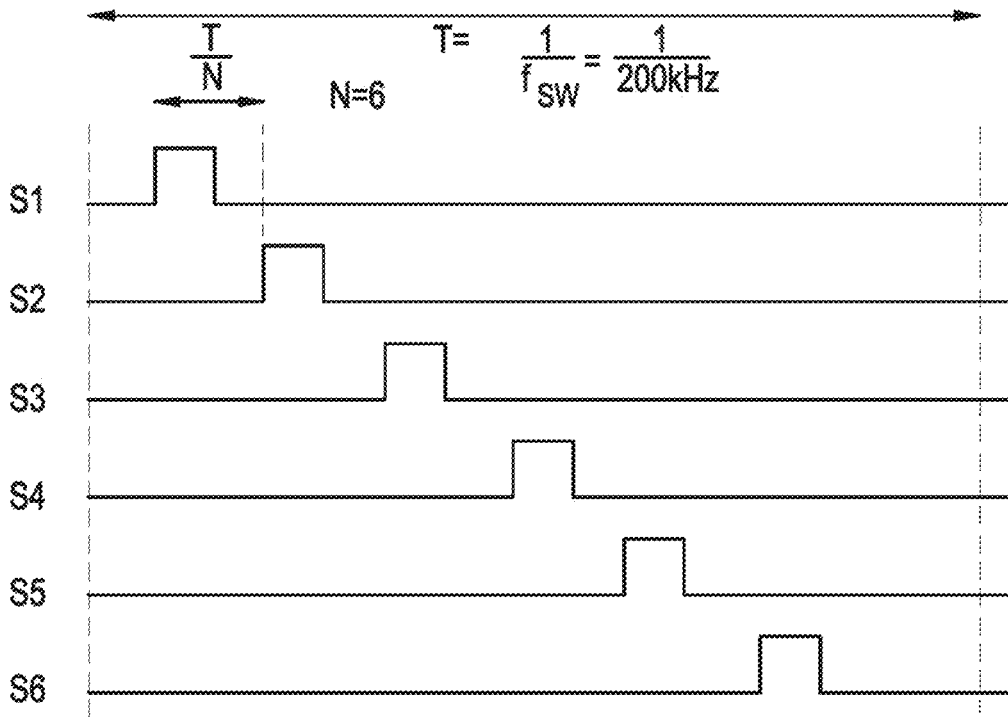 T/N
T= 1/f_SW = 1/200kHz
N=6
S1
S2
S3
S4
S5
S6